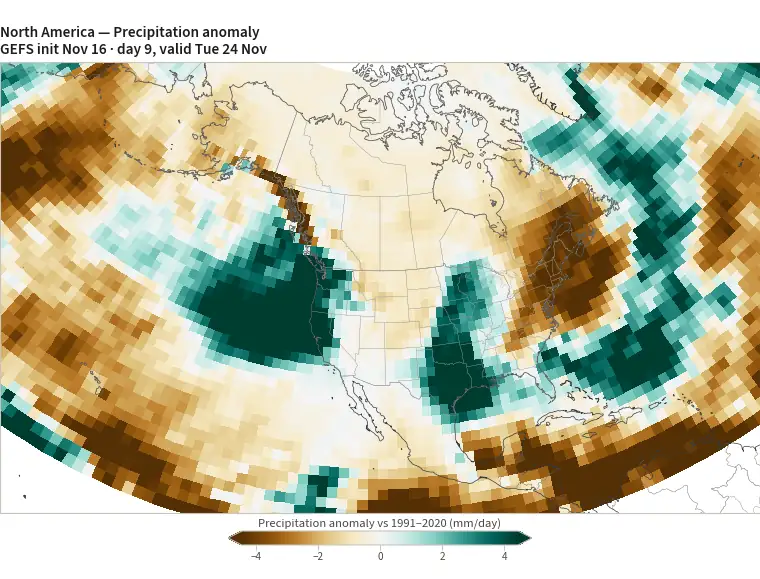 North America — Precipitation anomaly
GEFS init Nov 16 · day 9, valid Tue 24 Nov
Precipitation anomaly vs 1991–2020 (mm/day)
−4 −2 0 2 4